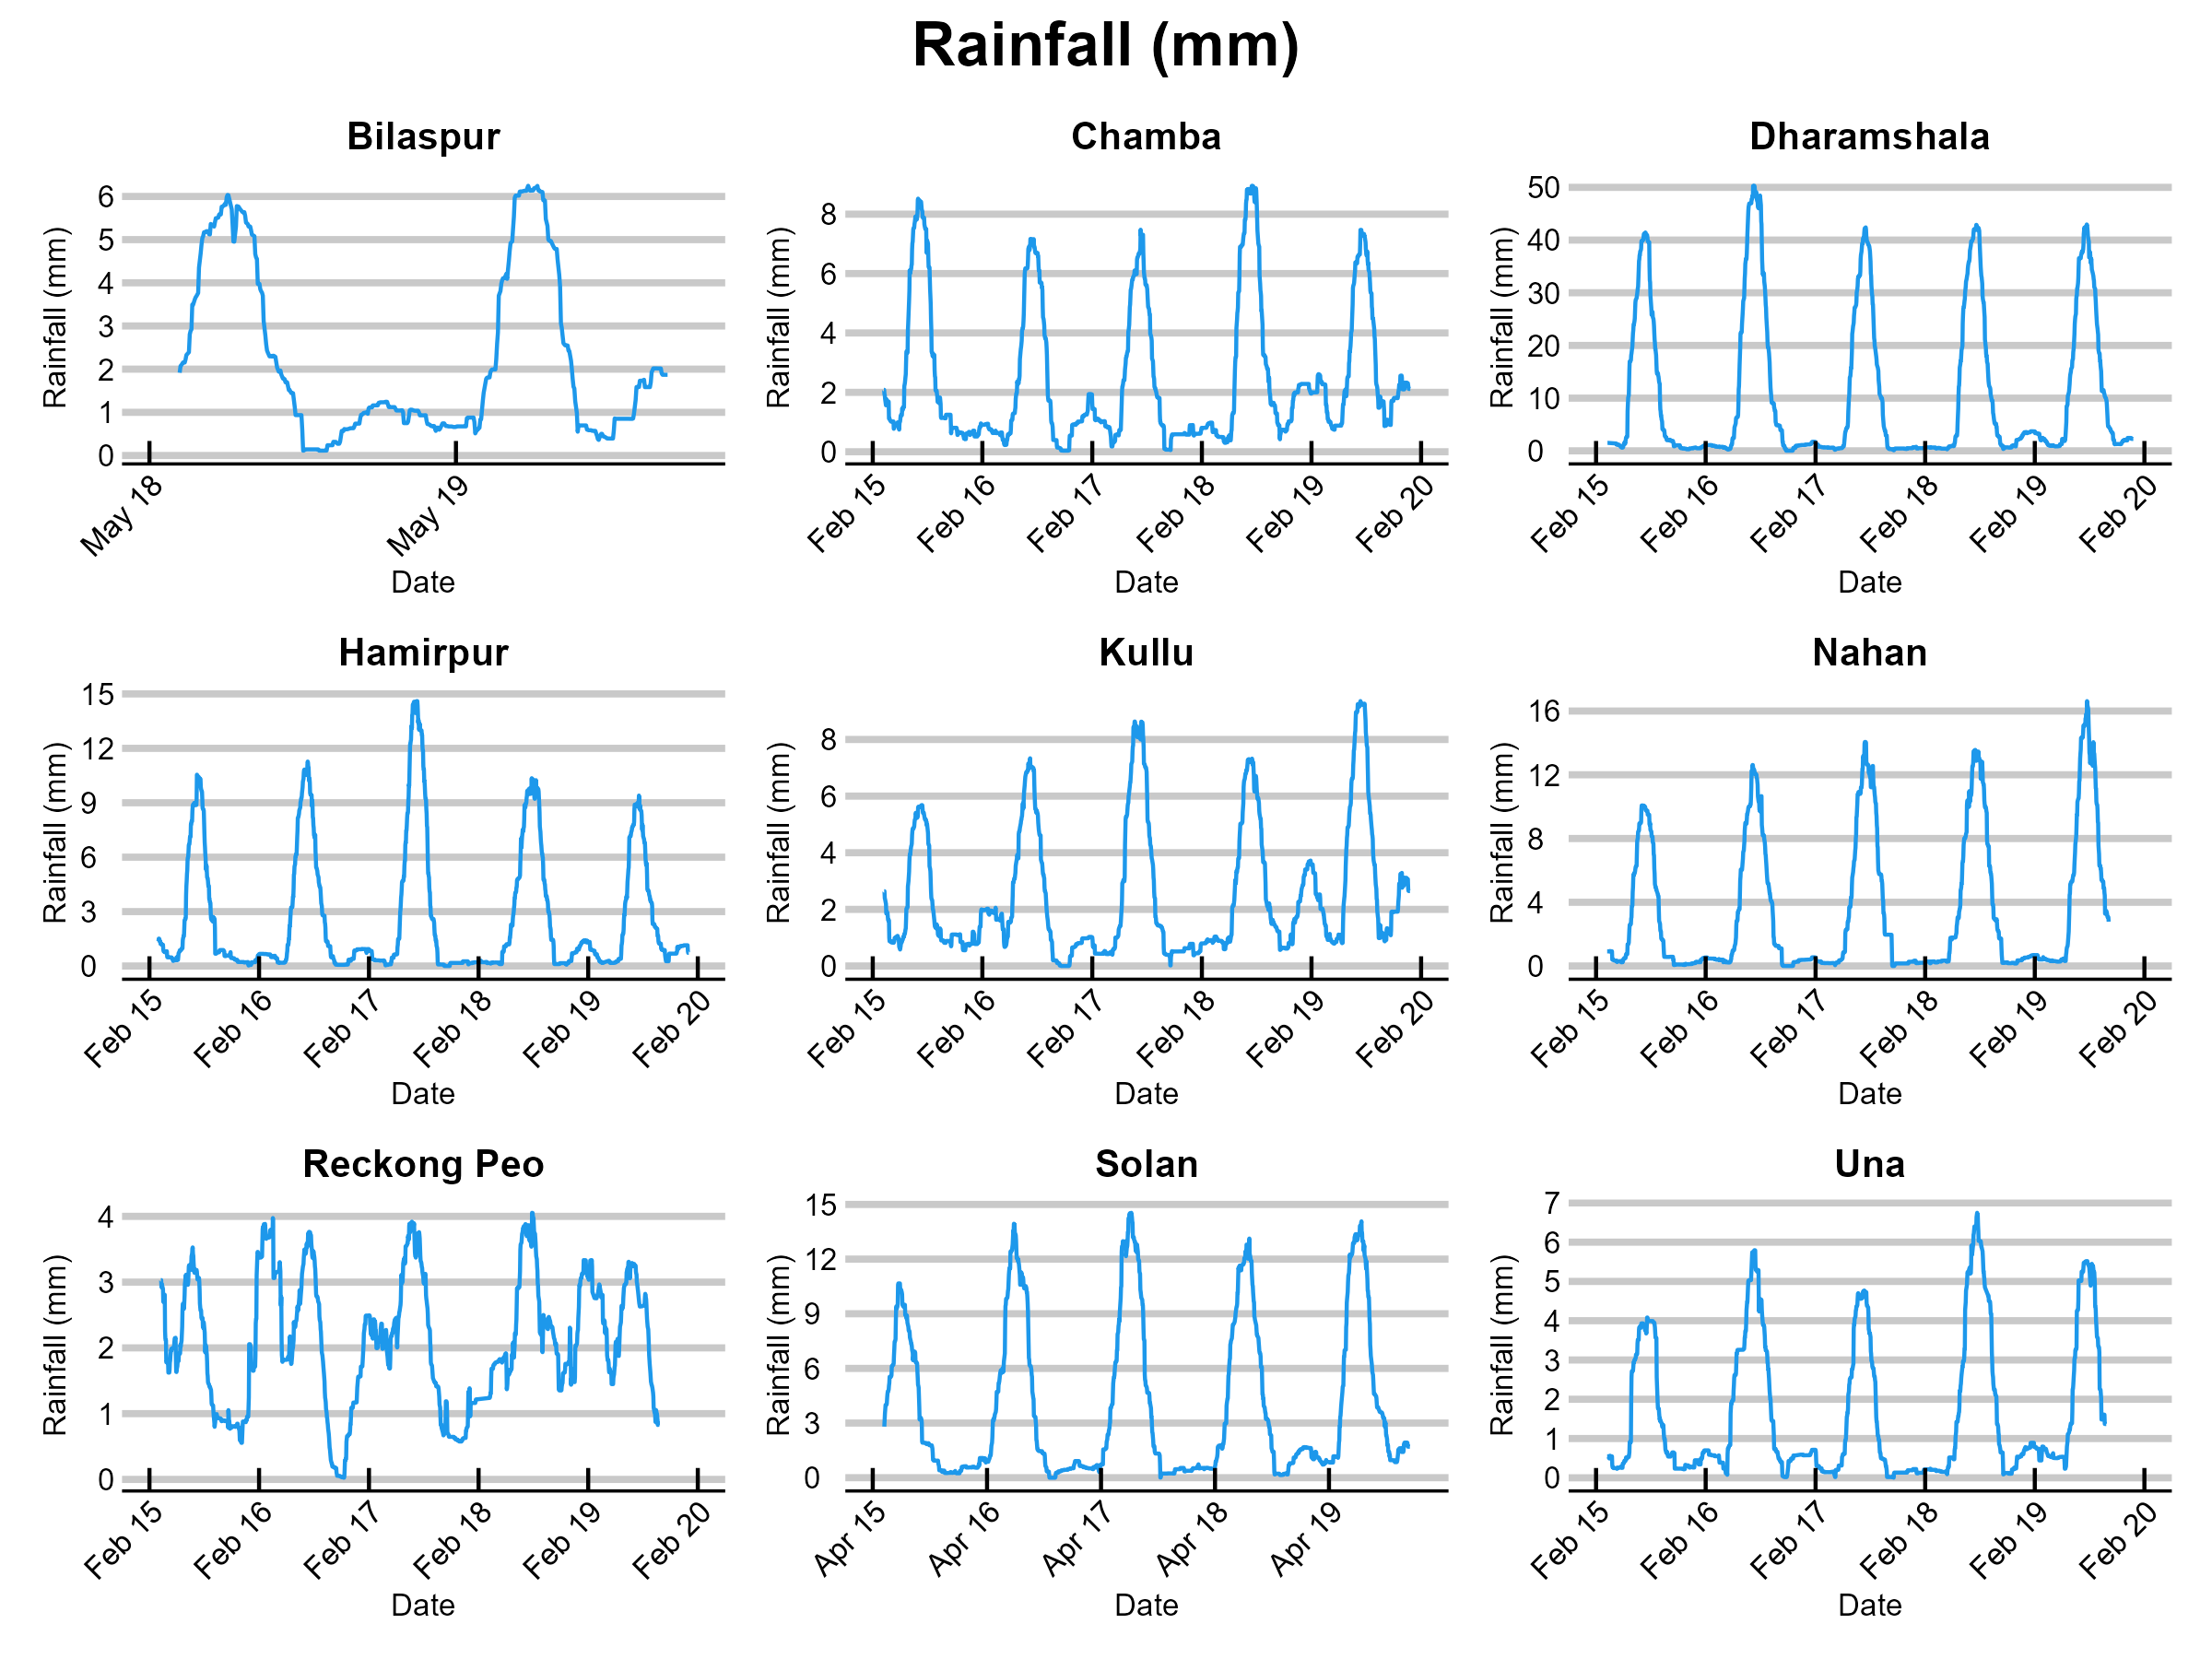 Rainfall (mm)
Bilaspur
Rainfall (mm)
6
5
4
3
2
1
0
May 18
May 19
Date
Chamba
Rainfall (mm)
8
6
4
2
0
Feb 15
Feb 16
Feb 17
Feb 18
Feb 19
Feb 20
Date
Dharamshala
Rainfall (mm)
50
40
30
20
10
0
Feb 15
Feb 16
Feb 17
Feb 18
Feb 19
Feb 20
Date
Hamirpur
Rainfall (mm)
15
12
9
6
3
0
Feb 15
Feb 16
Feb 17
Feb 18
Feb 19
Feb 20
Date
Kullu
Rainfall (mm)
8
6
4
2
0
Feb 15
Feb 16
Feb 17
Feb 18
Feb 19
Feb 20
Date
Nahan
Rainfall (mm)
16
12
8
4
0
Feb 15
Feb 16
Feb 17
Feb 18
Feb 19
Feb 20
Date
Reckong Peo
Rainfall (mm)
4
3
2
1
0
Feb 15
Feb 16
Feb 17
Feb 18
Feb 19
Feb 20
Date
Solan
Rainfall (mm)
15
12
9
6
3
0
Apr 15
Apr 16
Apr 17
Apr 18
Apr 19
Date
Una
Rainfall (mm)
7
6
5
4
3
2
1
0
Feb 15
Feb 16
Feb 17
Feb 18
Feb 19
Feb 20
Date